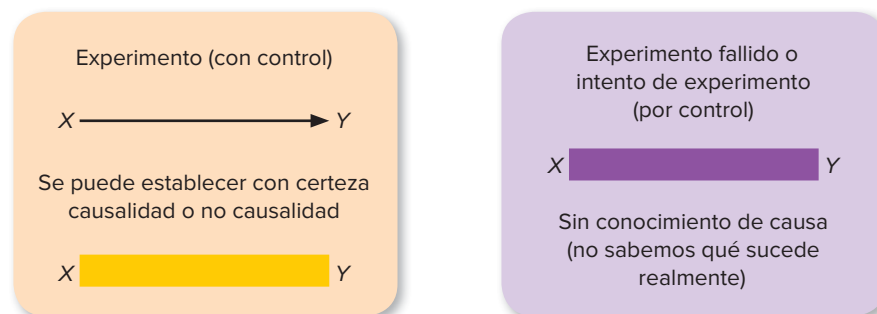 Experimento (con control)
X Y
Se puede establecer con certeza
causalidad o no causalidad
X Y
Experimento fallido o
intento de experimento
(por control)
X Y
Sin conocimiento de causa
(no sabemos qué sucede
realmente)